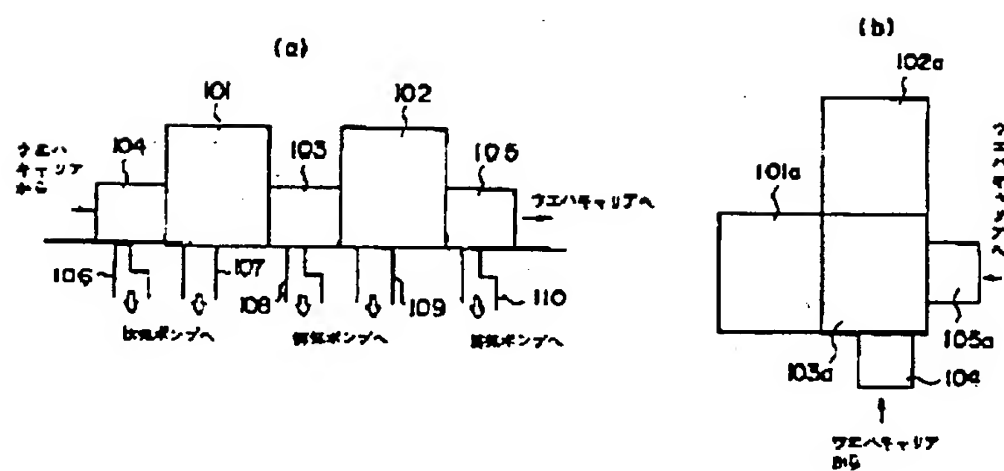 (a)
101
102
104
103
105
ウエハ
キャリア
から
ウエハキャリアへ
106
107
108
109
110
排気ポンプへ
排気ポンプへ
排気ポンプへ
(b)
102a
101a
ウエハキャリアへ
103a
105a
104
ウエハキャリア
から